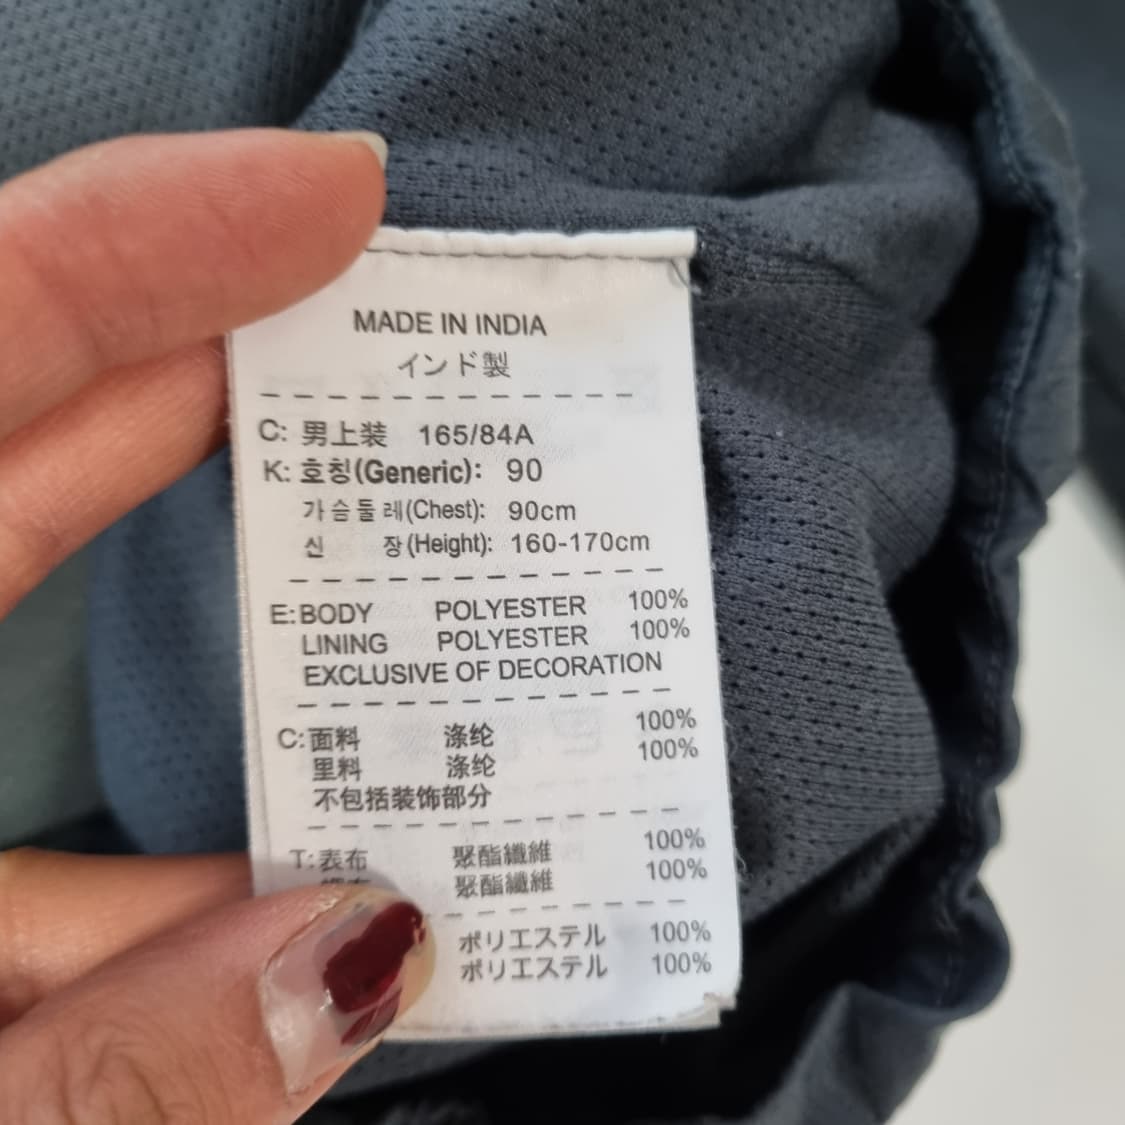 MADE IN INDIA
インド製
C: 男上装 165/84A
K: 호칭(Generic): 90
가슴둘레(Chest): 90cm
신 장(Height): 160-170cm
E: BODY POLYESTER 100%
LINING POLYESTER 100%
EXCLUSIVE OF DECORATION
C: 面料 涤纶 100%
里料 涤纶 100%
不包括装饰部分
T: 表布 聚酯纖維 100%
聚酯纖維 100%
ポリエステル 100%
ポリエステル 100%